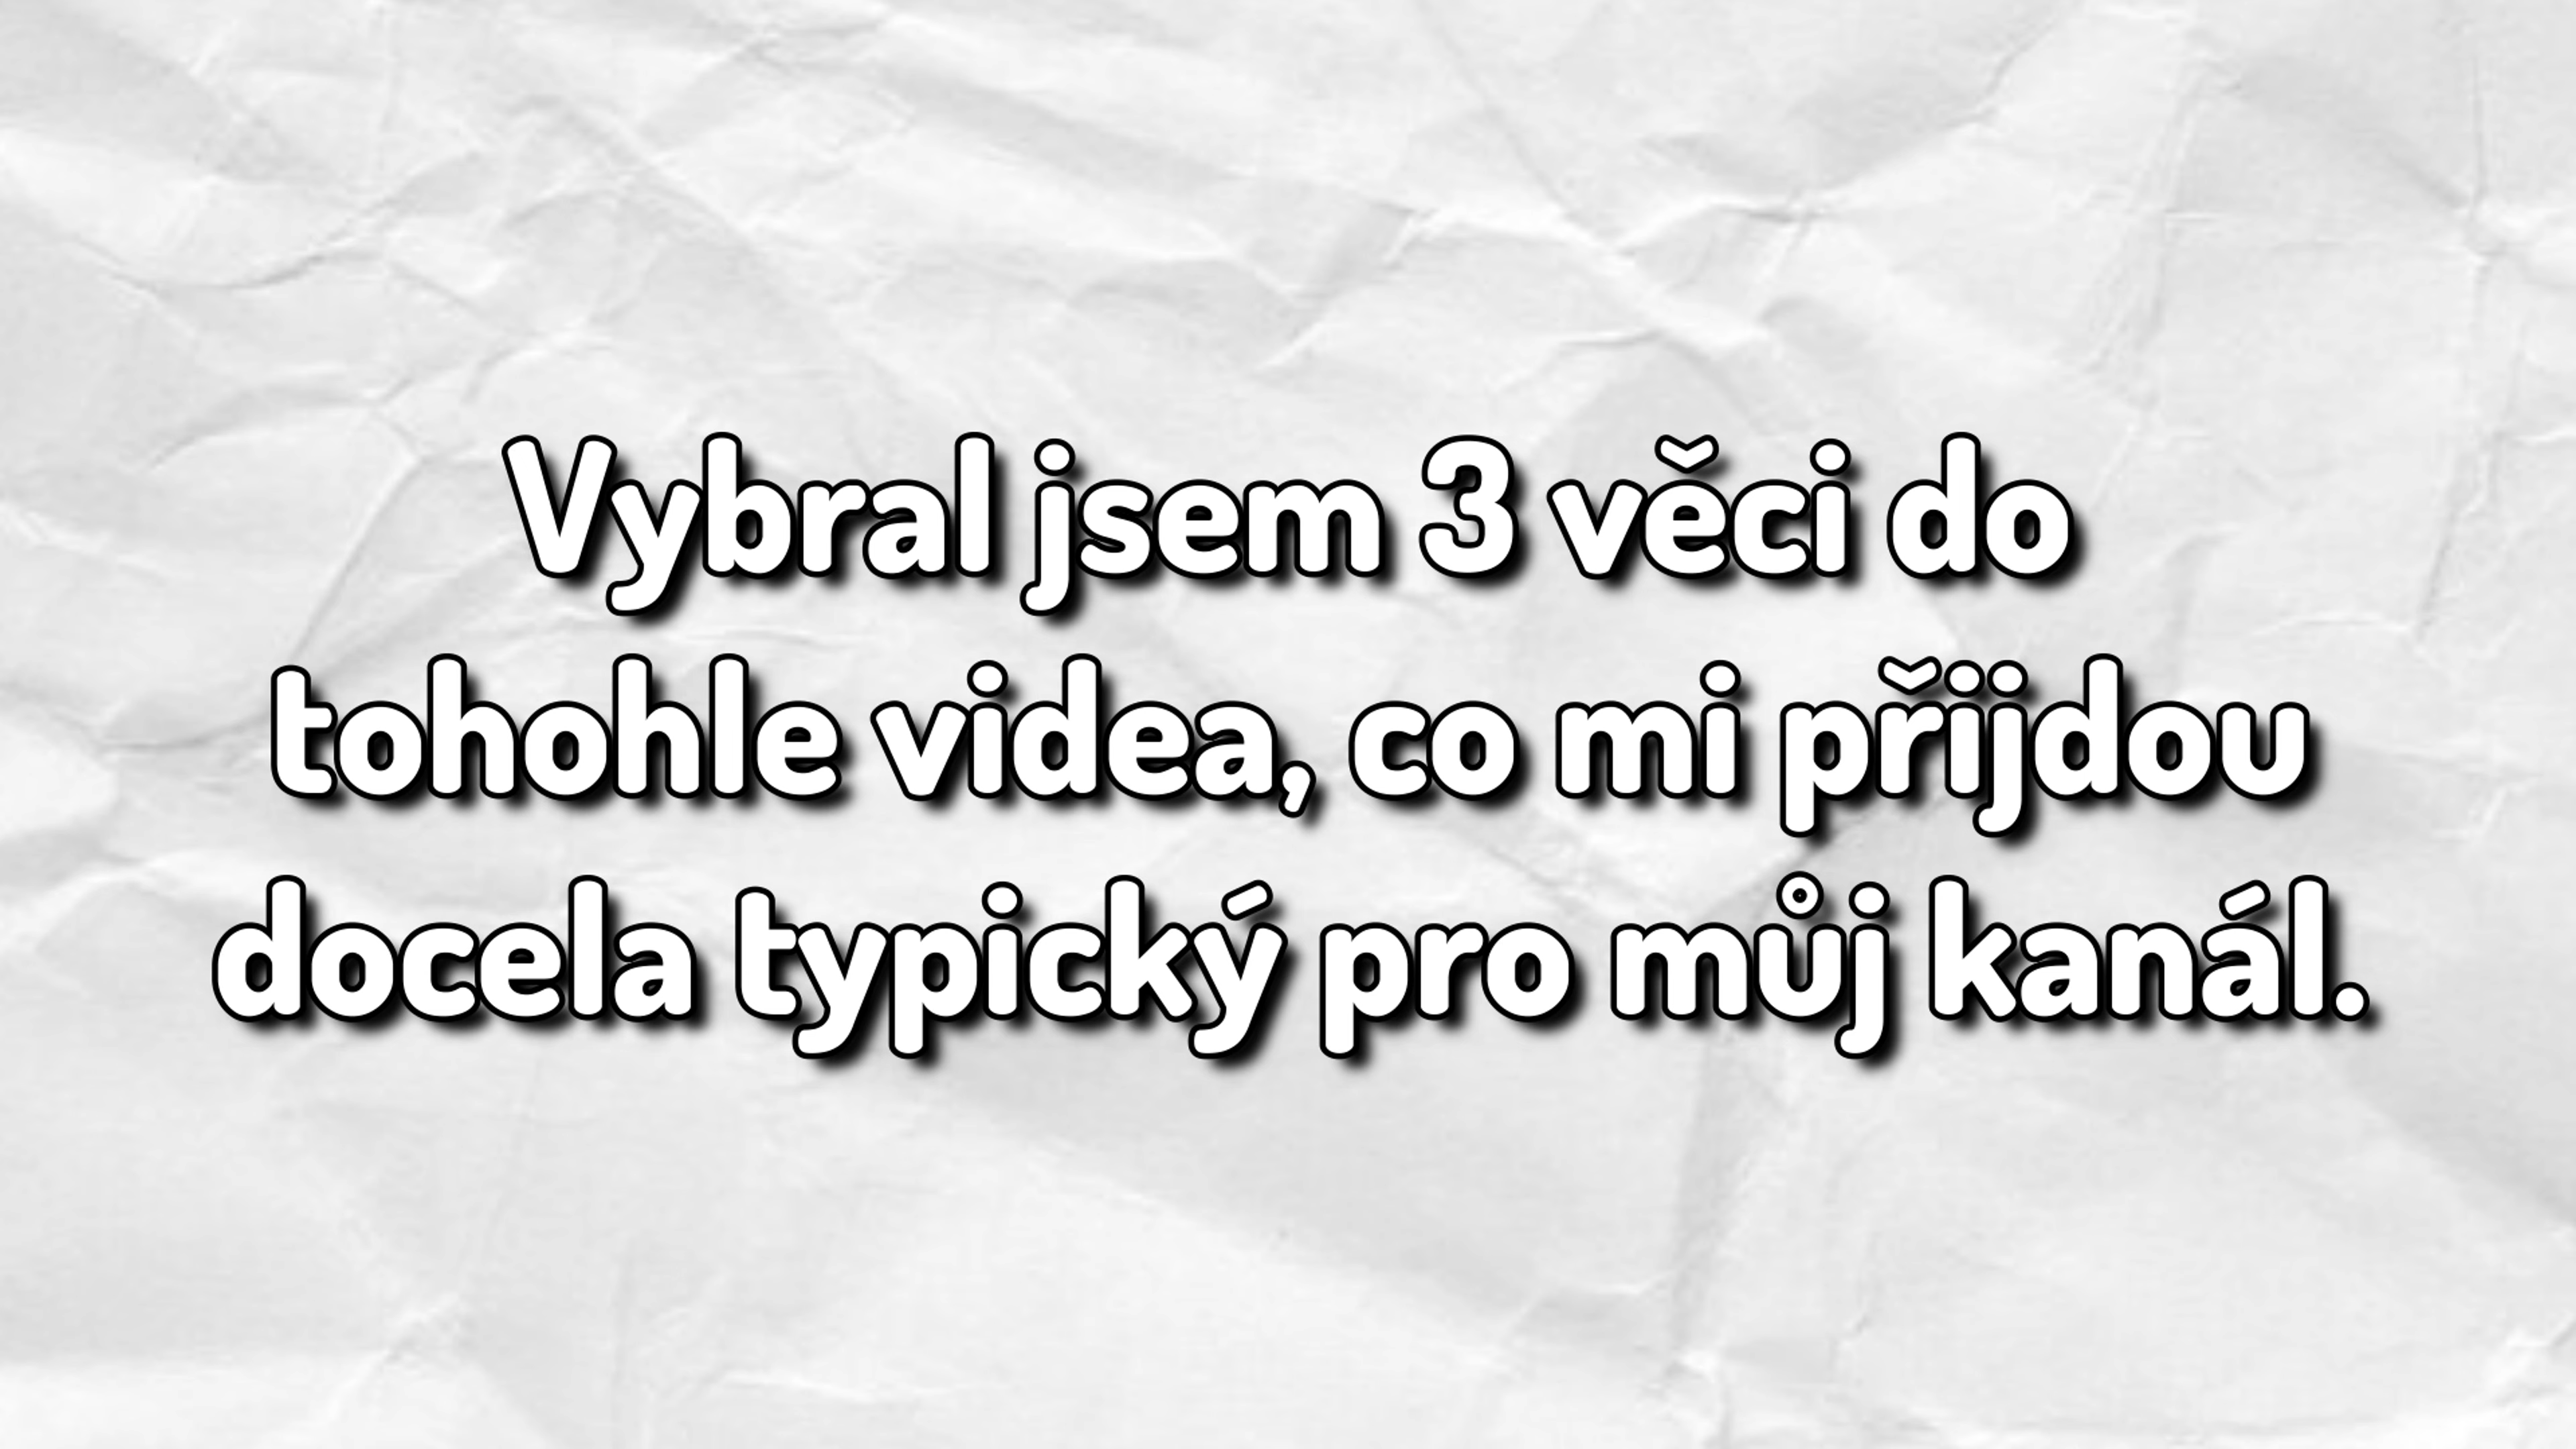 Vybral jsem 3 věci do
tohohle videa, co mi přijdou
docela typický pro můj kanál.